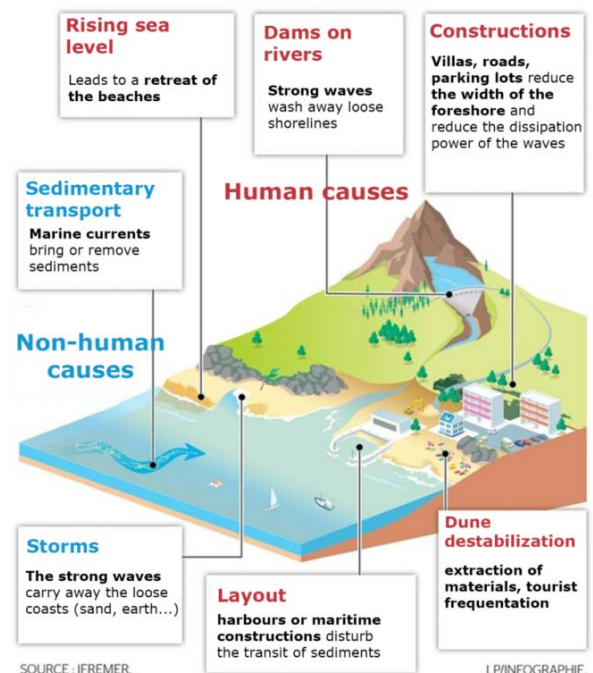 Rising sea
level
Leads to a retreat of
the beaches
Dams on
rivers
Strong waves
wash away loose
shorelines
Constructions
Villas, roads,
parking lots reduce
the width of the
foreshore and
reduce the dissipation
power of the waves
Human causes
Sedimentary
transport
Marine currents
bring or remove
sediments
Non-human
causes
Storms
The strong waves
carry away the loose
coasts (sand, earth...)
Layout
harbours or maritime
constructions disturb
the transit of sediments
Dune
destabilization
extraction of
materials, tourist
frequentation
SOURCE : IFREMER.
LP/INFOGRAPHIE.